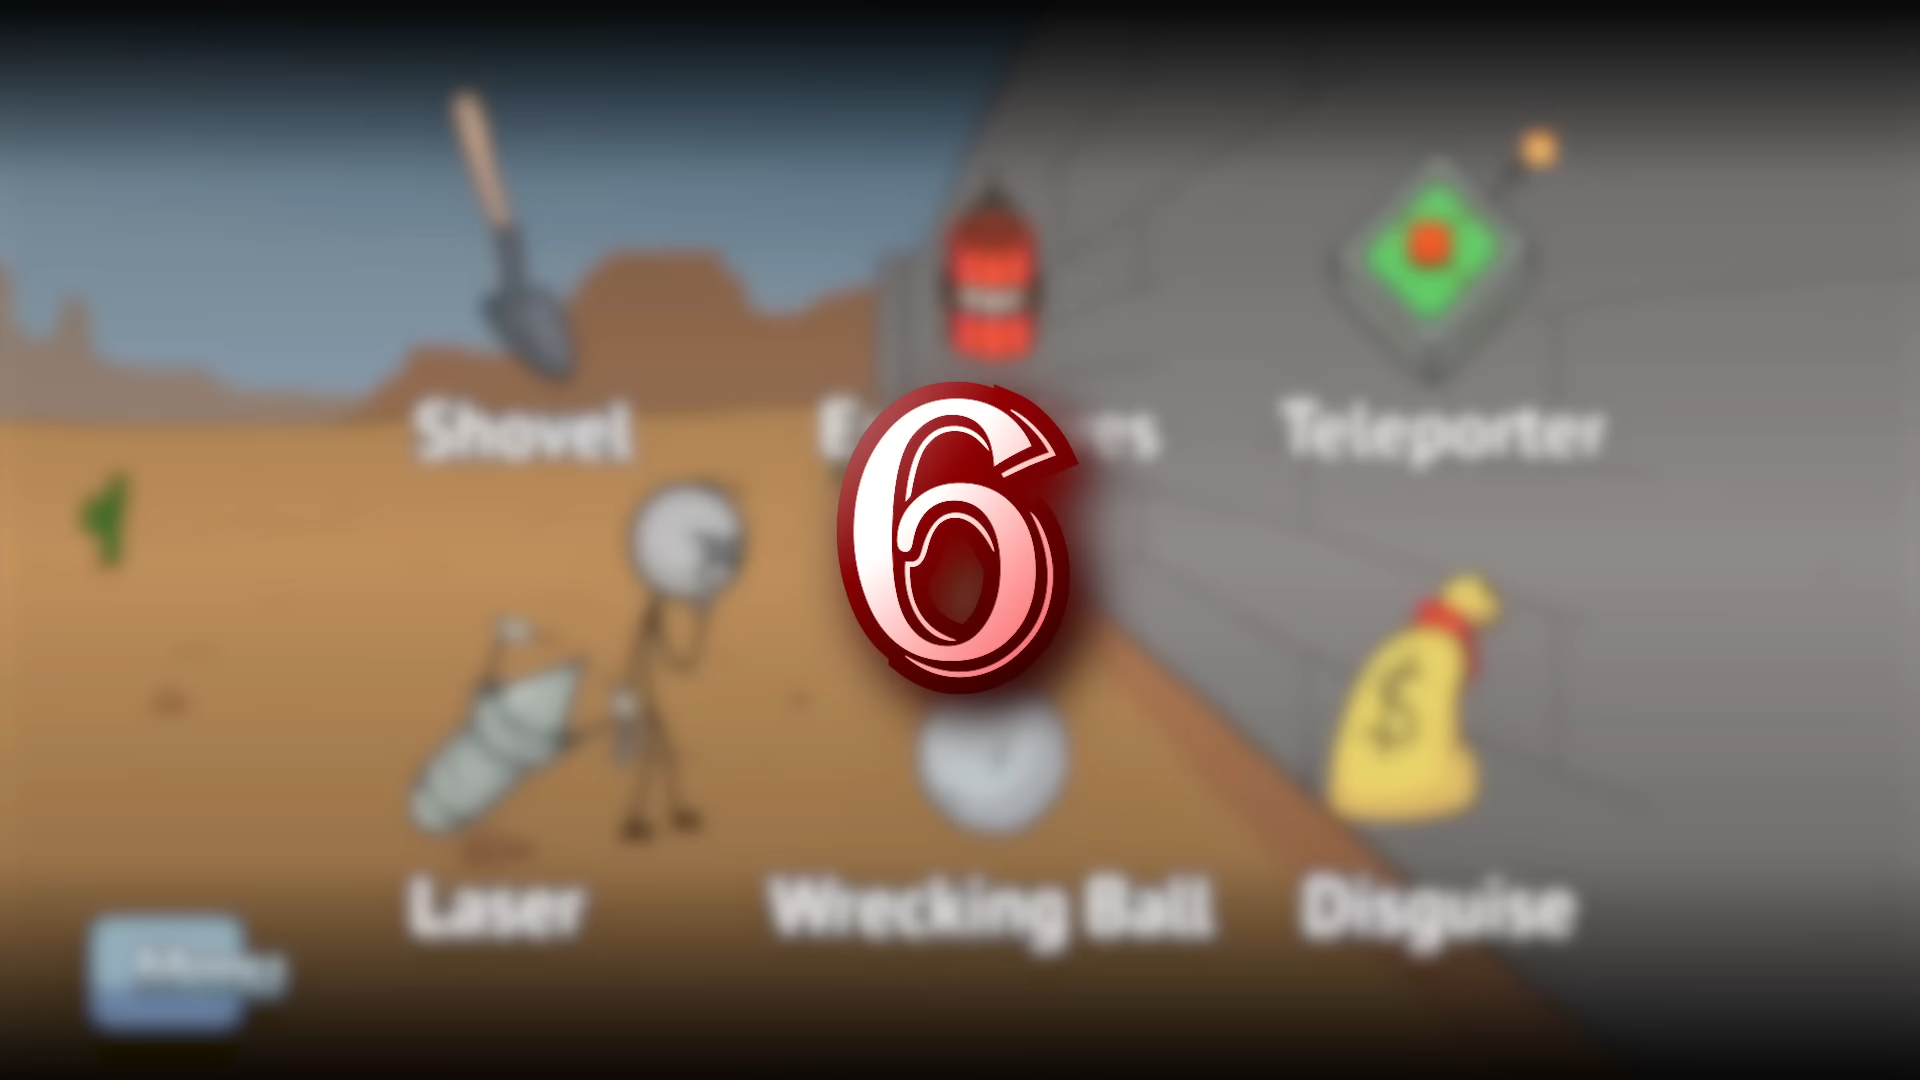 Shovel
Teleporter
6
$
Laser
Wrecking Ball
Disguise